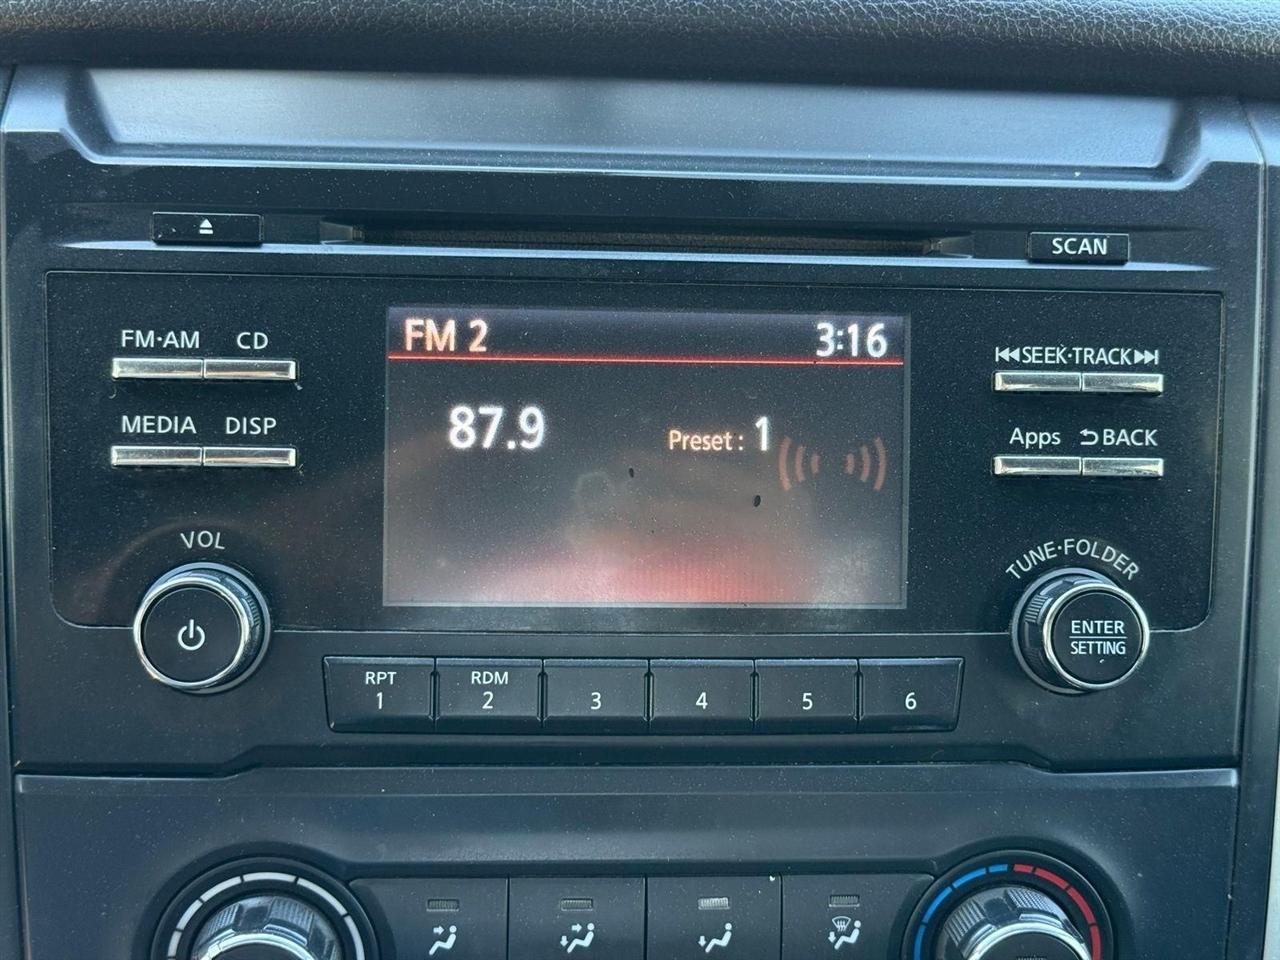 SCAN
FM 2 3:16
87.9
Preset: 1
FM·AM CD
MEDIA DISP
SEEK·TRACK
Apps BACK
VOL
TUNE·FOLDER
ENTER
SETTING
RPT RDM
1 2 3 4 5 6